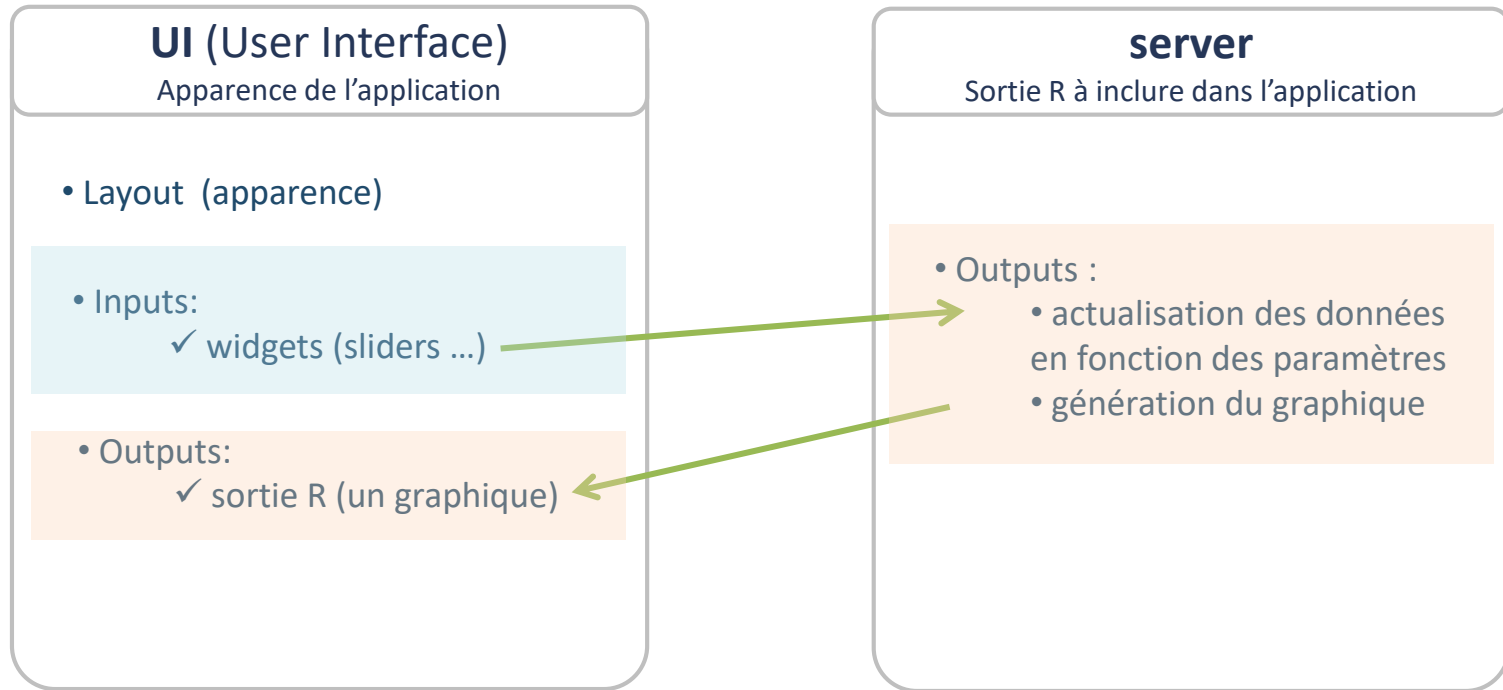 UI (User Interface)
Apparence de l’application
• Layout (apparence)
• Inputs:
✓ widgets (sliders …)
• Outputs:
✓ sortie R (un graphique)
server
Sortie R à inclure dans l’application
• Outputs :
• actualisation des données
en fonction des paramètres
• génération du graphique